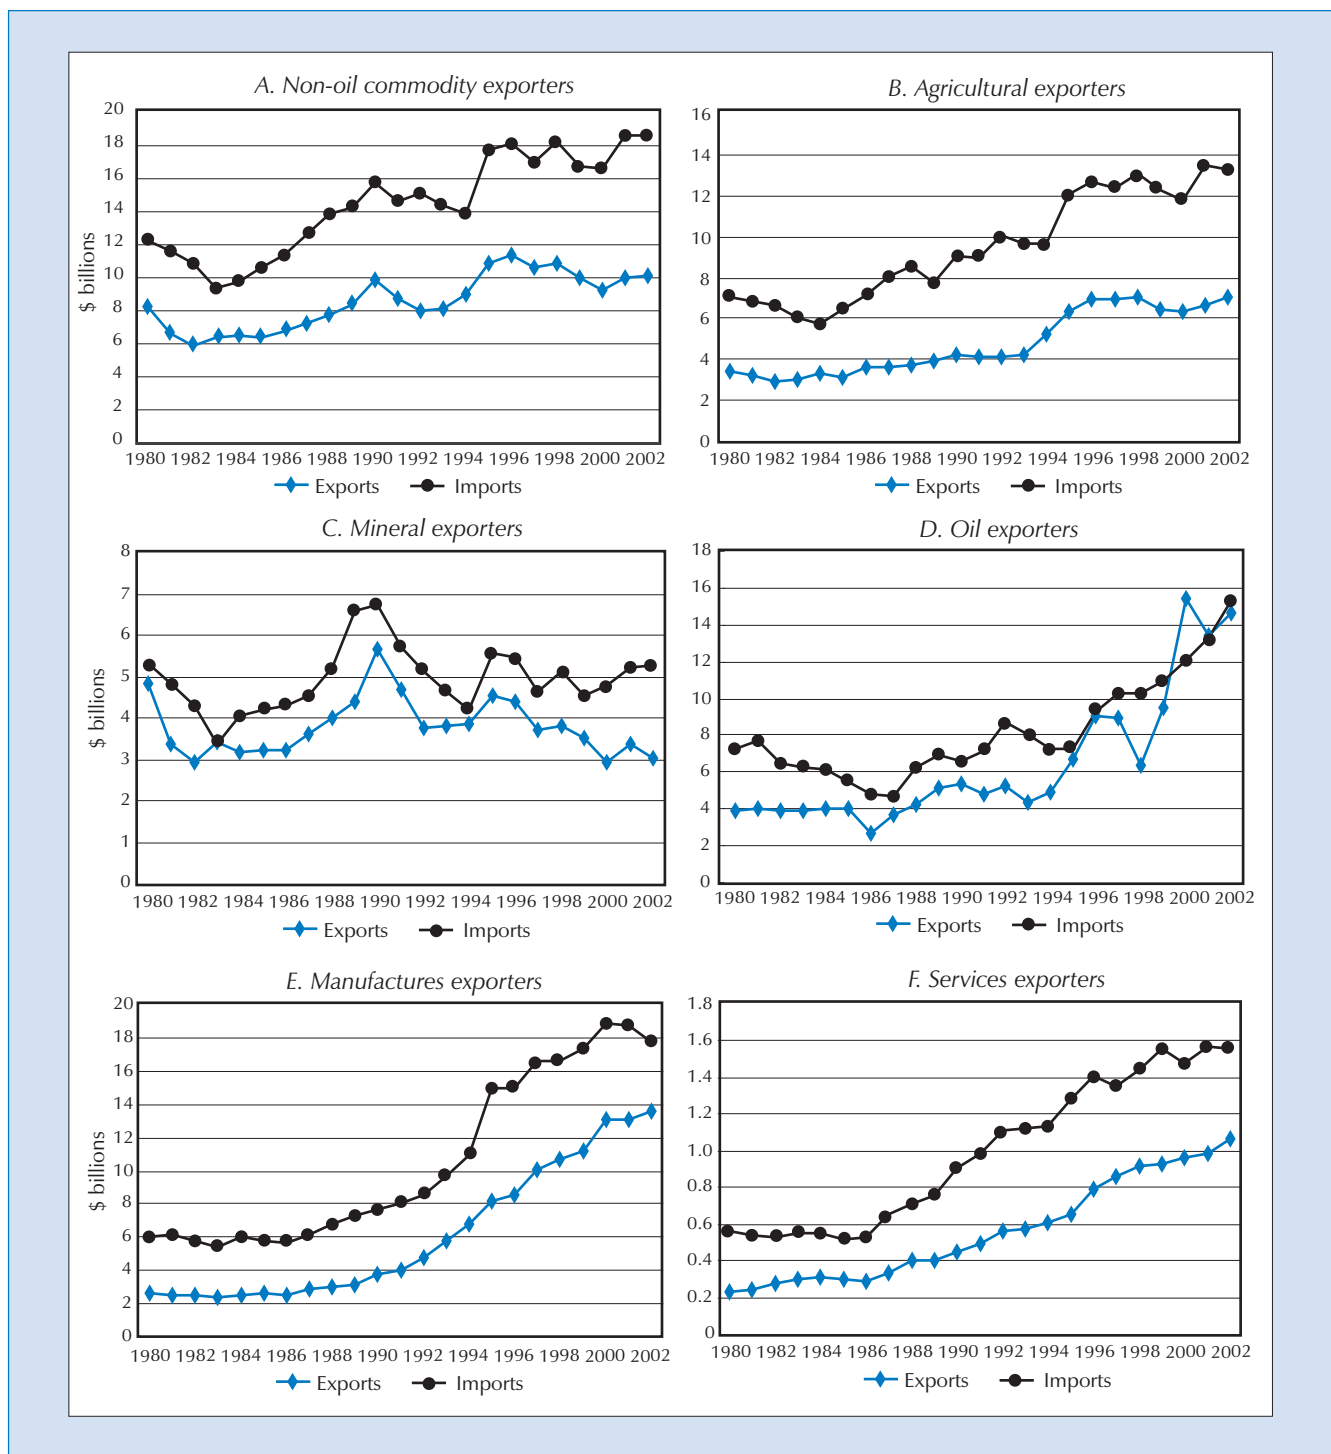 A. Non-oil commodity exporters
20
18
16
14
12
10
8
6
4
2
0
$ billions
1980 1982 1984 1986 1988 1990 1992 1994 1996 1998 2000 2002
Exports Imports
B. Agricultural exporters
16
14
12
10
8
6
4
2
0
1980 1982 1984 1986 1988 1990 1992 1994 1996 1998 2000 2002
Exports Imports
C. Mineral exporters
8
7
6
5
4
3
2
1
0
$ billions
1980 1982 1984 1986 1988 1990 1992 1994 1996 1998 2000 2002
Exports Imports
D. Oil exporters
18
16
14
12
10
8
6
4
2
0
1980 1982 1984 1986 1988 1990 1992 1994 1996 1998 2000 2002
Exports Imports
E. Manufactures exporters
20
18
16
14
12
10
8
6
4
2
0
$ billions
1980 1982 1984 1986 1988 1990 1992 1994 1996 1998 2000 2002
Exports Imports
F. Services exporters
1.8
1.6
1.4
1.2
1.0
0.8
0.6
0.4
0.2
0
1980 1982 1984 1986 1988 1990 1992 1994 1996 1998 2000 2002
Exports Imports